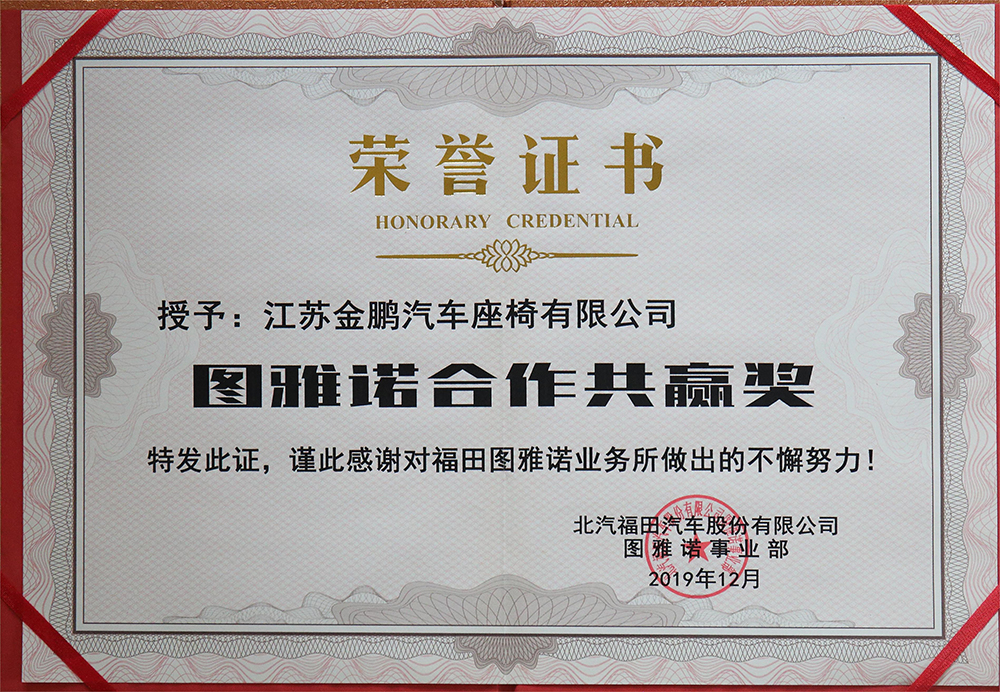 荣誉证书
HONORARY CREDENTIAL
授予：江苏金鹏汽车座椅有限公司
图雅诺合作共赢奖
特发此证，谨此感谢对福田图雅诺业务所做出的不懈努力！
北汽福田汽车股份有限公司
图雅诺事业部
2019年12月